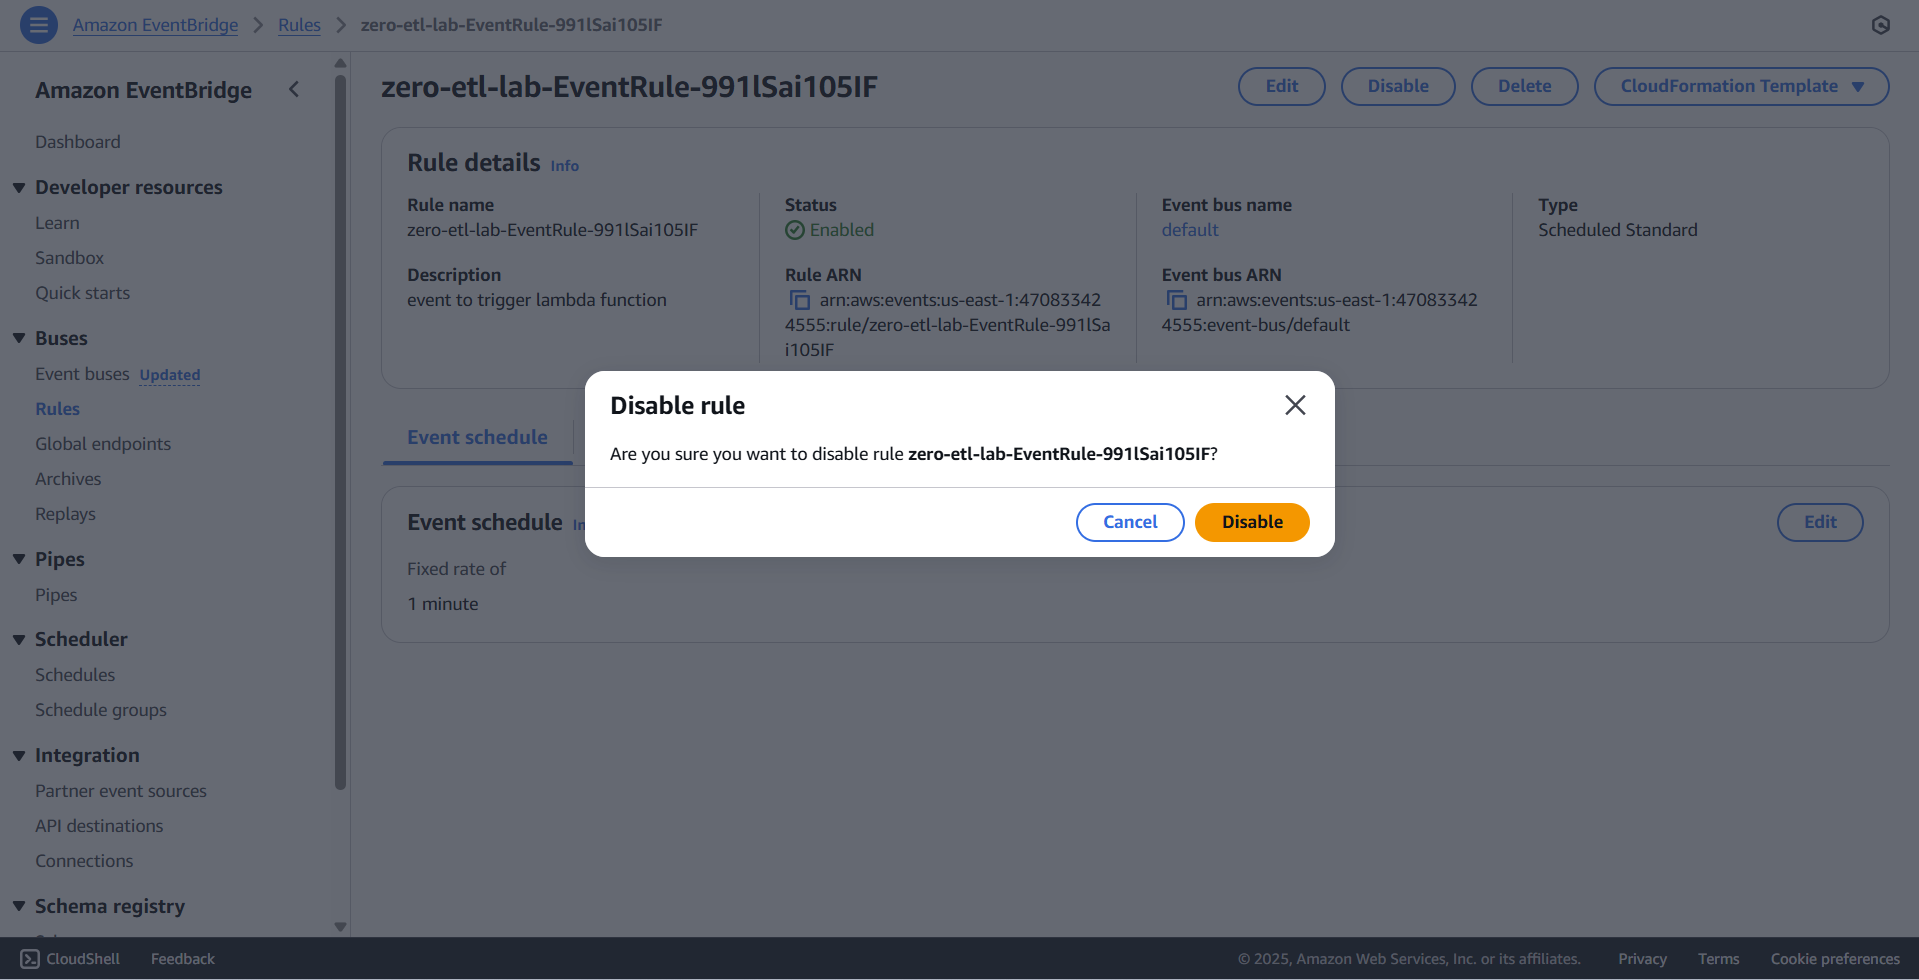 Amazon EventBridge > Rules > zero-etl-lab-EventRule-991lSai105IF
Amazon EventBridge
Dashboard
Developer resources
Learn
Sandbox
Quick starts
Buses
Event buses Updated
Rules
Global endpoints
Archives
Replays
Pipes
Pipes
Scheduler
Schedules
Schedule groups
Integration
Partner event sources
API destinations
Connections
Schema registry
zero-etl-lab-EventRule-991lSai105IF
Edit
Disable
Delete
CloudFormation Template
Rule details Info
Rule name
zero-etl-lab-EventRule-991lSai105IF
Description
event to trigger lambda function
Status
Enabled
Rule ARN
arn:aws:events:us-east-1:47083342
4555:rule/zero-etl-lab-EventRule-991lSa
i105IF
Event bus name
default
Event bus ARN
arn:aws:events:us-east-1:47083342
4555:event-bus/default
Type
Scheduled Standard
Disable rule
Are you sure you want to disable rule zero-etl-lab-EventRule-991lSai105IF?
Cancel
Disable
Event schedule
Event schedule
Edit
Fixed rate of
1 minute
CloudShell
Feedback
© 2025, Amazon Web Services, Inc. or its affiliates.
Privacy
Terms
Cookie preferences